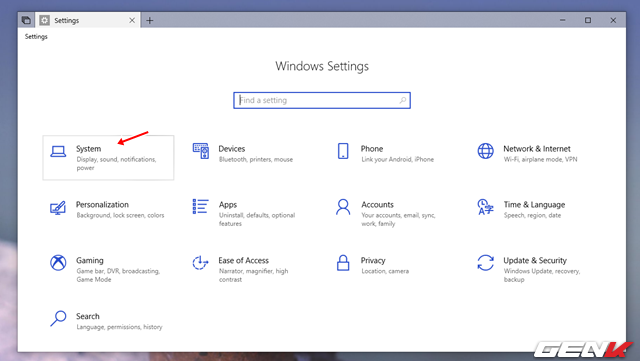 Settings
Settings
Windows Settings
Find a setting
System
Display, sound, notifications,
power
Devices
Bluetooth, printers, mouse
Phone
Link your Android, iPhone
Network & Internet
Wi-Fi, airplane mode, VPN
Personalization
Background, lock screen, colors
Apps
Uninstall, defaults, optional
features
Accounts
Your accounts, email, sync,
work, family
Time & Language
Speech, region, date
Gaming
Game bar, DVR, broadcasting,
Game Mode
Ease of Access
Narrator, magnifier, high
contrast
Privacy
Location, camera
Update & Security
Windows Update, recovery,
backup
Search
Language, permissions, history
GENK